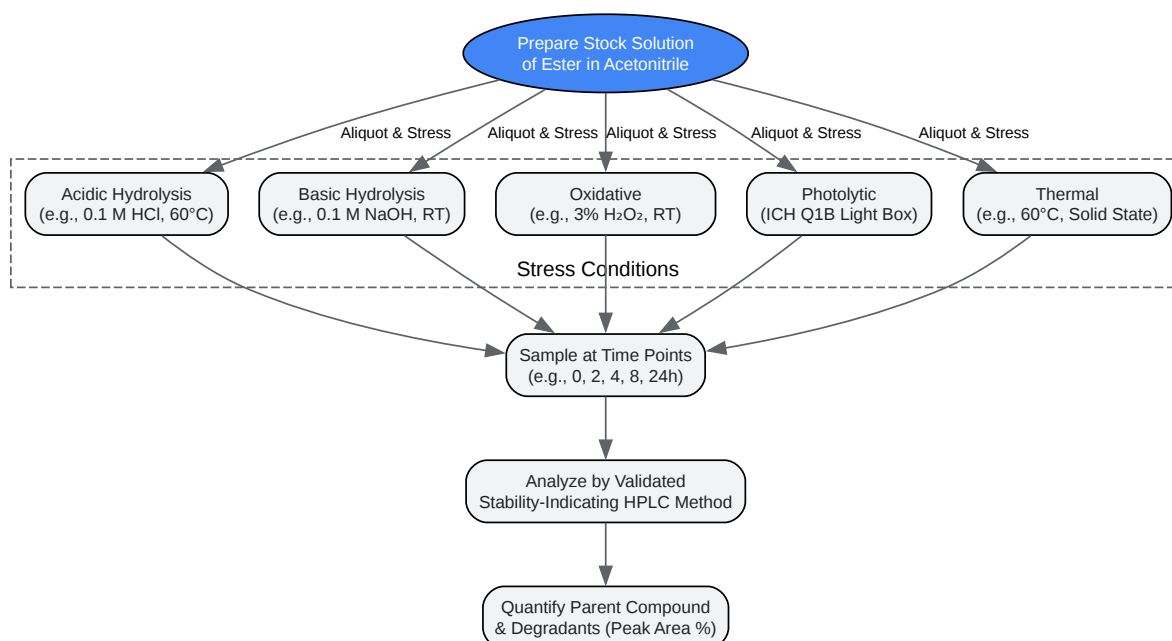 Prepare Stock Solution
of Ester in Acetonitrile
Aliquot & Stress
Aliquot & Stress
Aliquot & Stress
Aliquot & Stress
Aliquot & Stress
Acidic Hydrolysis
(e.g., 0.1 M HCl, 60°C)
Basic Hydrolysis
(e.g., 0.1 M NaOH, RT)
Oxidative
(e.g., 3% H₂O₂, RT)
Photolytic
(ICH Q1B Light Box)
Thermal
(e.g., 60°C, Solid State)
Stress Conditions
Sample at Time Points
(e.g., 0, 2, 4, 8, 24h)
Analyze by Validated
Stability-Indicating HPLC Method
Quantify Parent Compound
& Degradants (Peak Area %)